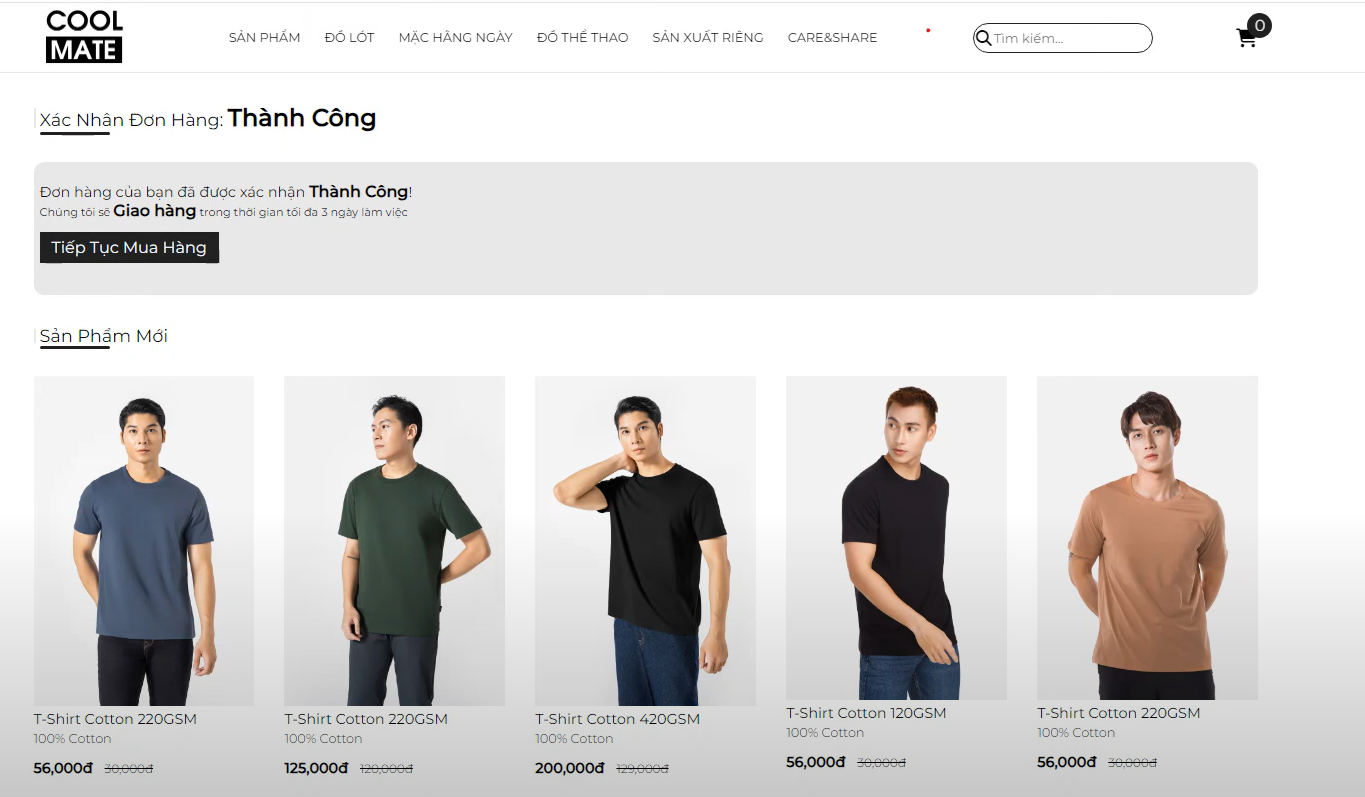 COOL
MATE
SẢN PHẨM ĐỒ LÓT MẶC HẰNG NGÀY ĐỒ THỂ THAO SẢN XUẤT RIÊNG CARE&SHARE Tìm kiếm... 0
Xác Nhận Đơn Hàng: Thành Công
Đơn hàng của bạn đã được xác nhận Thành Công!
Chúng tôi sẽ Giao hàng trong thời gian tối đa 3 ngày làm việc
Tiếp Tục Mua Hàng
Sản Phẩm Mới
T-Shirt Cotton 220GSM
100% Cotton
56,000đ 30,000đ
T-Shirt Cotton 220GSM
100% Cotton
125,000đ 120,000đ
T-Shirt Cotton 420GSM
100% Cotton
200,000đ 129,000đ
T-Shirt Cotton 120GSM
100% Cotton
56,000đ 30,000đ
T-Shirt Cotton 220GSM
100% Cotton
56,000đ 30,000đ